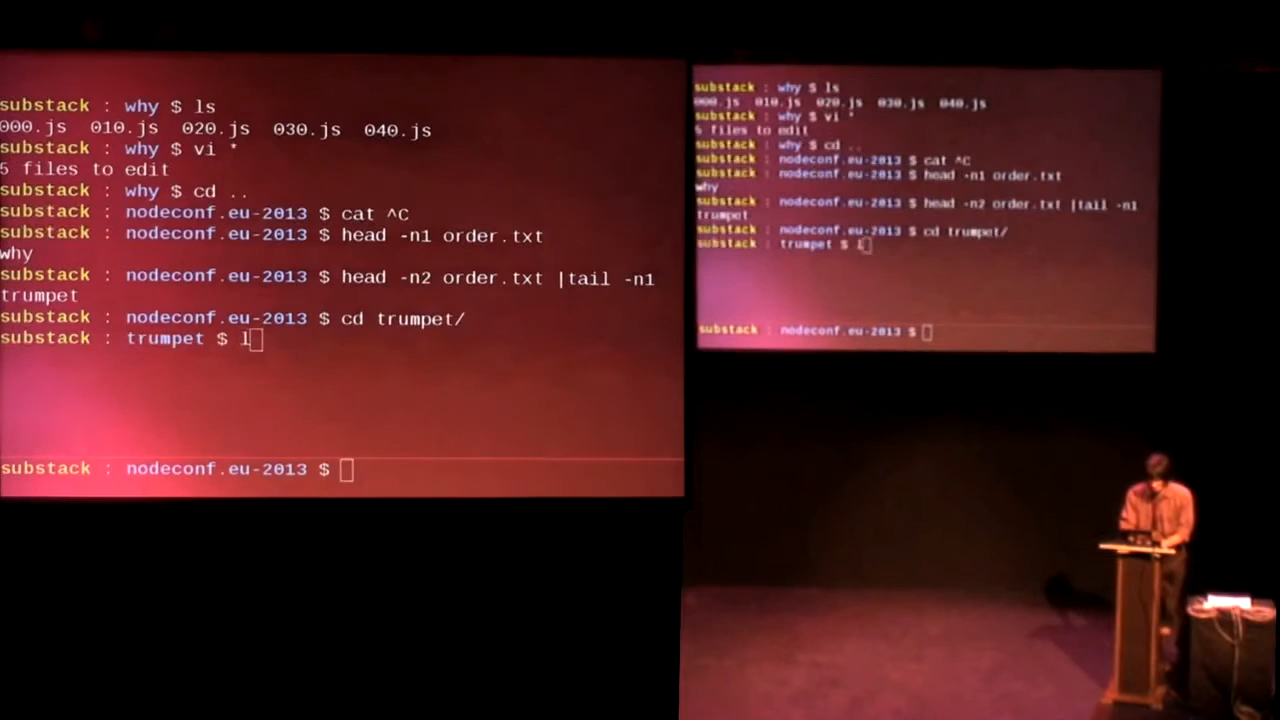 substack : why $ ls
000.js 010.js 020.js 030.js 040.js
substack : why $ vi *
5 files to edit
substack : why $ cd ..
substack : nodeconf.eu-2013 $ cat ^C
substack : nodeconf.eu-2013 $ head -n1 order.txt
why
substack : nodeconf.eu-2013 $ head -n2 order.txt |tail -n1
trumpet
substack : nodeconf.eu-2013 $ cd trumpet/
substack : trumpet $ l
substack : nodeconf.eu-2013 $
substack : why $ ls
000.js 010.js 020.js 030.js 040.js
substack : why $ vi *
5 files to edit
substack : why $ cd ..
substack : nodeconf.eu-2013 $ cat ^C
substack : nodeconf.eu-2013 $ head -n1 order.txt
why
substack : nodeconf.eu-2013 $ head -n2 order.txt |tail -n1
trumpet
substack : nodeconf.eu-2013 $ cd trumpet/
substack : trumpet $ l
substack : nodeconf.eu-2013 $